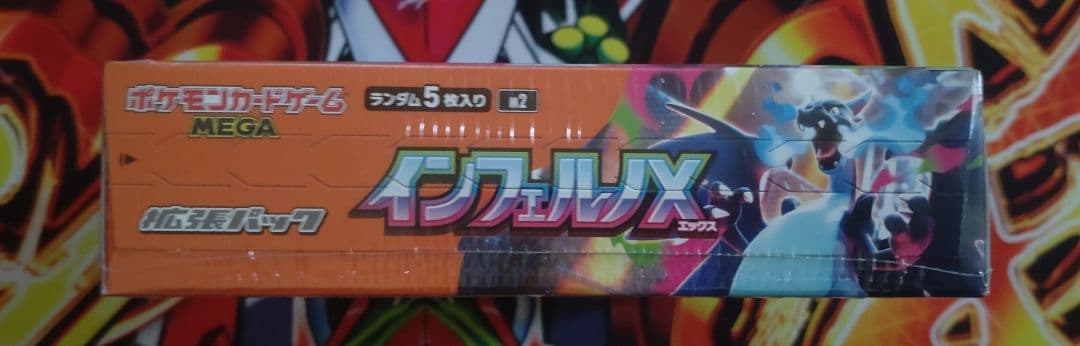 ポケモンカードゲーム
MEGA
ランダム5枚入り M2
インフェルノX
エックス
拡張パック